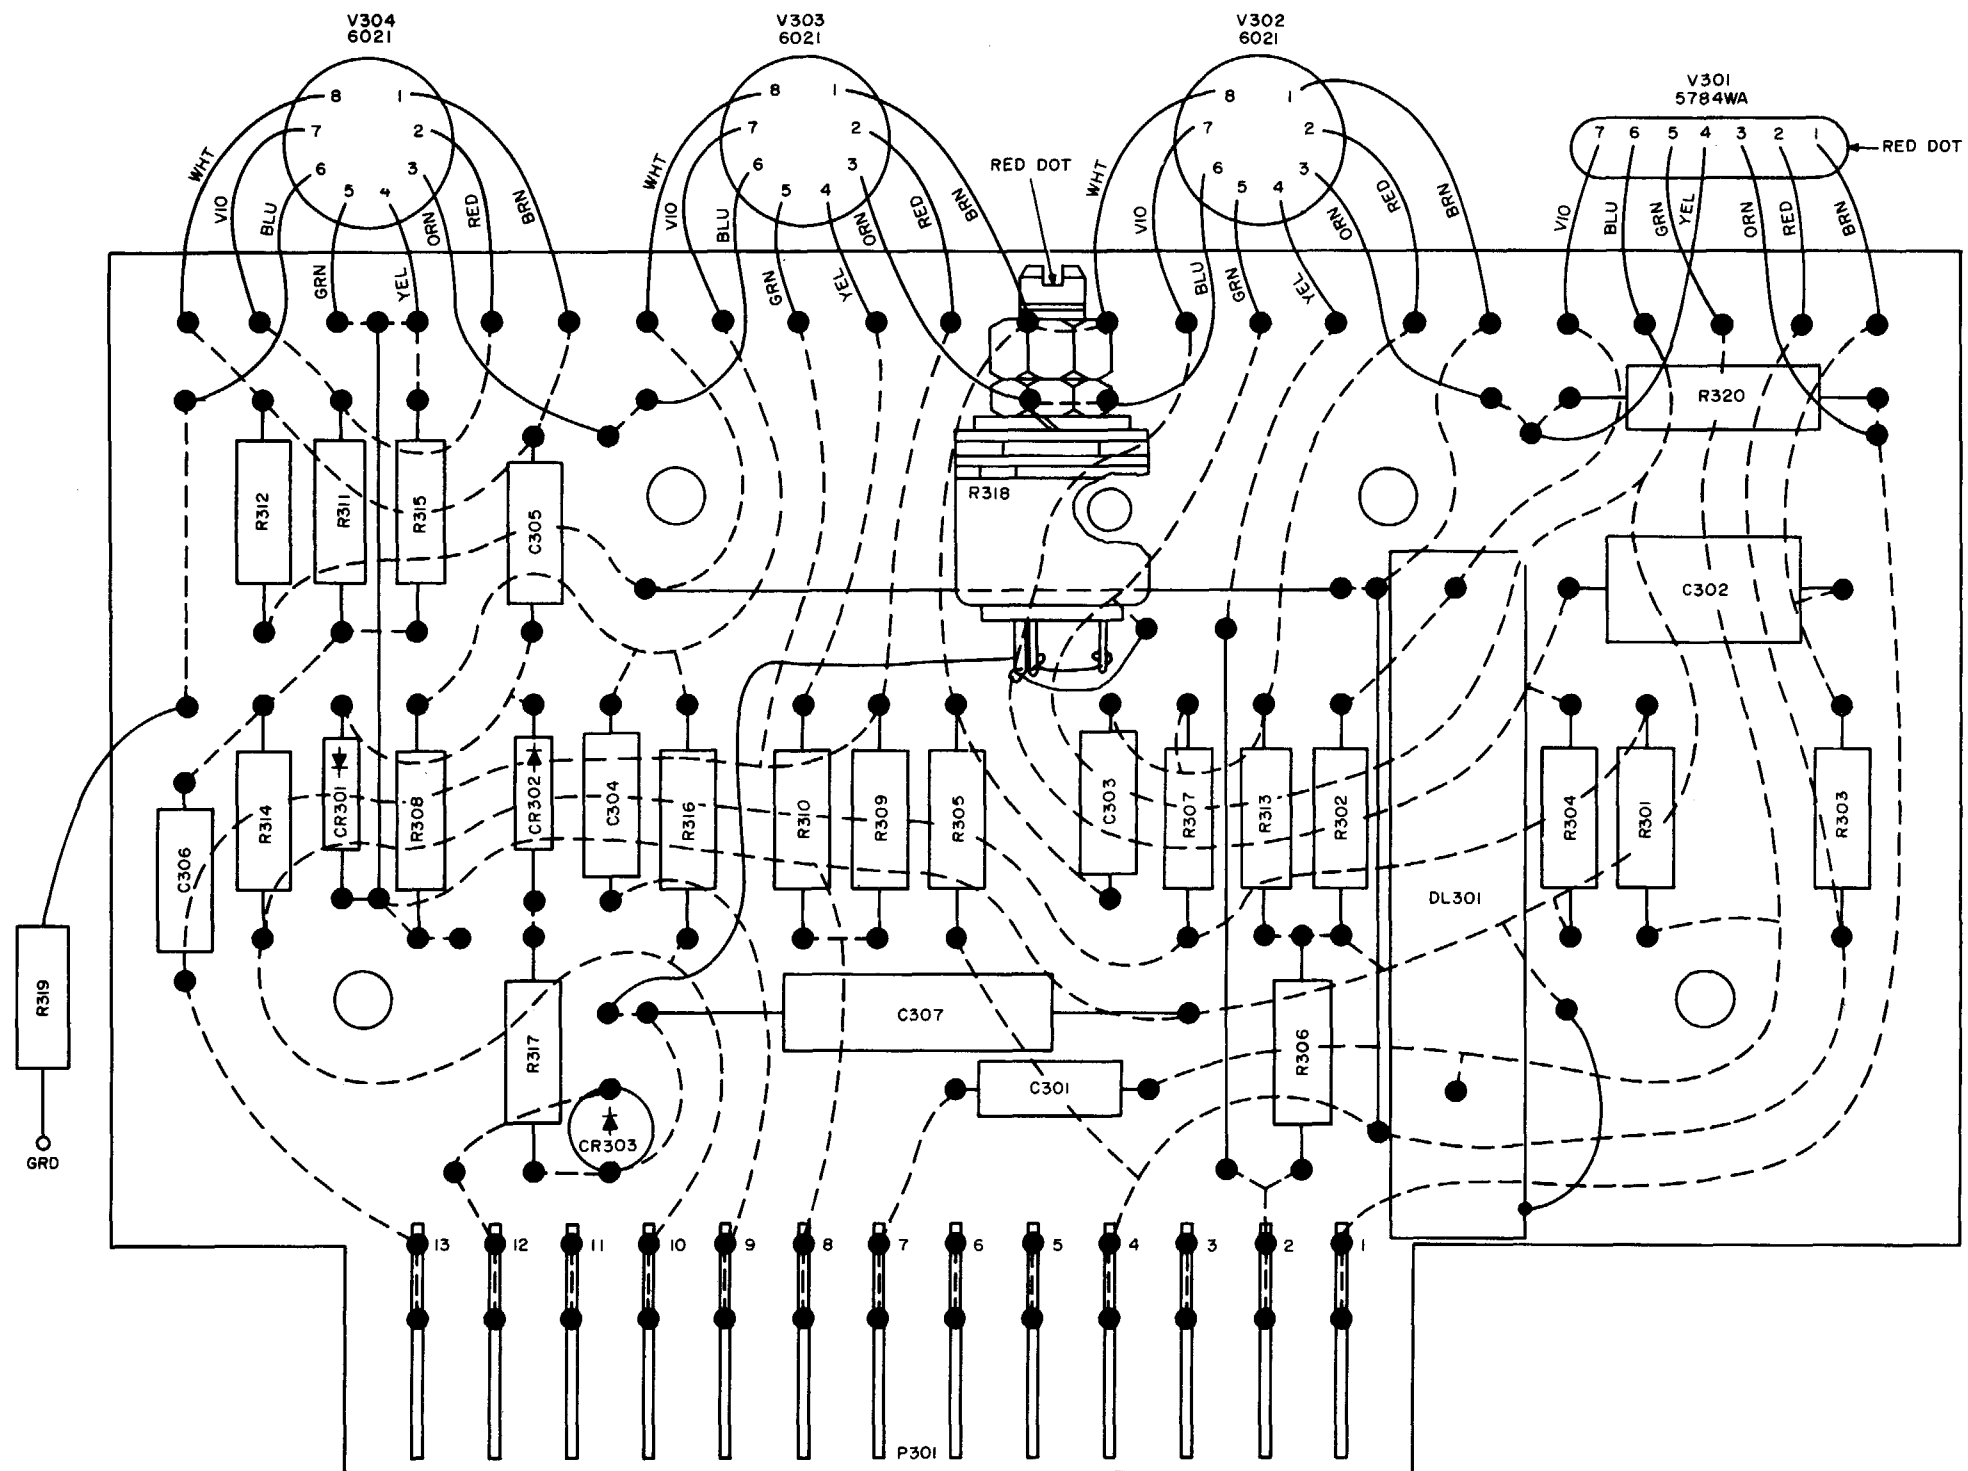 V304
6021
V303
6021
V302
6021
V301
5784WA
8 1
7 2
6 3
5 4
8 1
7 2
6 3
5 4
8 1
7 2
6 3
5 4
7 6 5 4 3 2 1
RED DOT
RED DOT
WHT
VIO
BLU
GRN
YEL
ORN
RED
BRN
WHT
VIO
BLU
GRN
YEL
ORN
RED
BRN
WHT
VIO
BLU
GRN
YEL
ORN
RED
BRN
VIO
BLU
GRN
YEL
ORN
RED
BRN
R320
R312
R311
R315
C305
R318
C302
C306
R314
CR301
R308
CR302
C304
R316
R310
R309
R305
C303
R307
R313
R302
DL301
R304
R301
R303
R319
GRD
R317
CR303
C307
C301
R306
13 12 11 10 9 8 7 6 5 4 3 2 1
P301